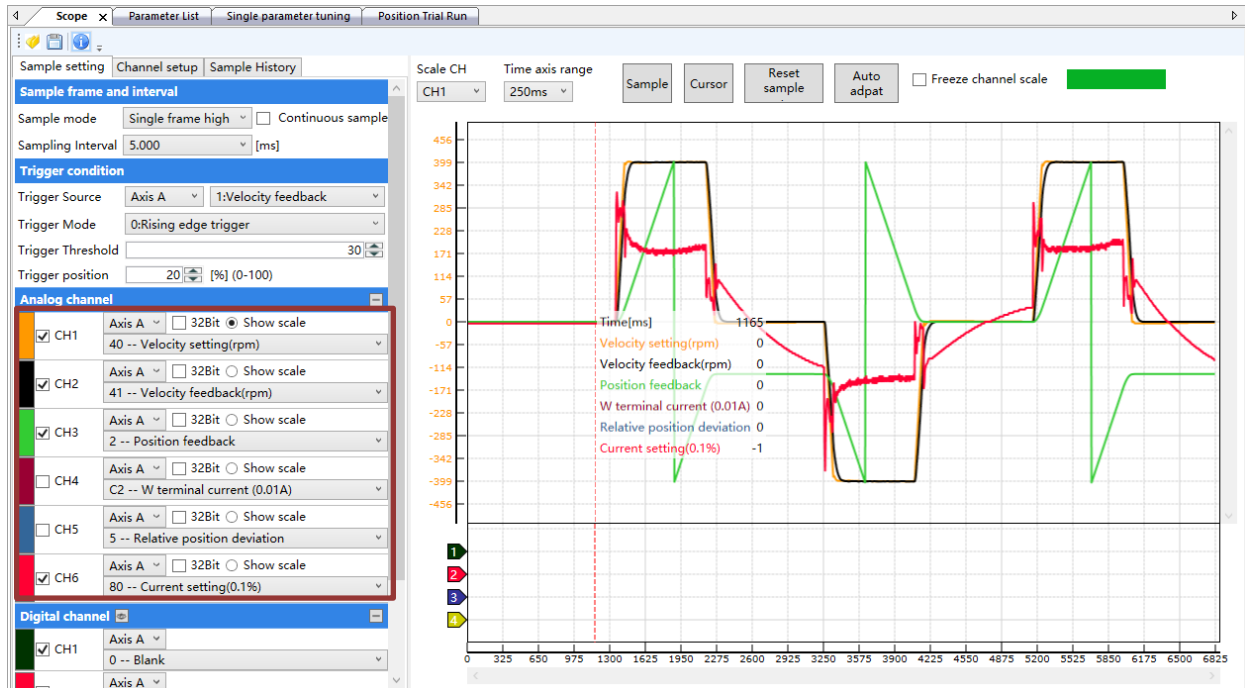 Scope x Parameter List Single parameter tuning Position Trial Run
Sample setting Channel setup Sample History
Sample frame and interval
Sample mode Single frame high Continuous sample
Sampling Interval 5.000 [ms]
Trigger condition
Trigger Source Axis A 1:Velocity feedback
Trigger Mode 0:Rising edge trigger
Trigger Threshold 30
Trigger position 20 [%] (0-100)
Analog channel
CH1 Axis A 32Bit Show scale
40 -- Velocity setting(rpm)
CH2 Axis A 32Bit Show scale
41 -- Velocity feedback(rpm)
CH3 Axis A 32Bit Show scale
2 -- Position feedback
CH4 Axis A 32Bit Show scale
C2 -- W terminal current (0.01A)
CH5 Axis A 32Bit Show scale
5 -- Relative position deviation
CH6 Axis A 32Bit Show scale
80 -- Current setting(0.1%)
Digital channel
CH1 Axis A
0 -- Blank
Axis A
Scale CH Time axis range
CH1 250ms Sample Cursor Reset sample Auto adpat Freeze channel scale
456
399
342
285
228
171
114
57
0
-57
-114
-171
-228
-285
-342
-399
-456
Time[ms] 1165
Velocity setting(rpm) 0
Velocity feedback(rpm) 0
Position feedback 0
W terminal current (0.01A) 0
Relative position deviation 0
Current setting(0.1%) -1
1
2
3
4
0 325 650 975 1300 1625 1950 2275 2600 2925 3250 3575 3900 4225 4550 4875 5200 5525 5850 6175 6500 6825